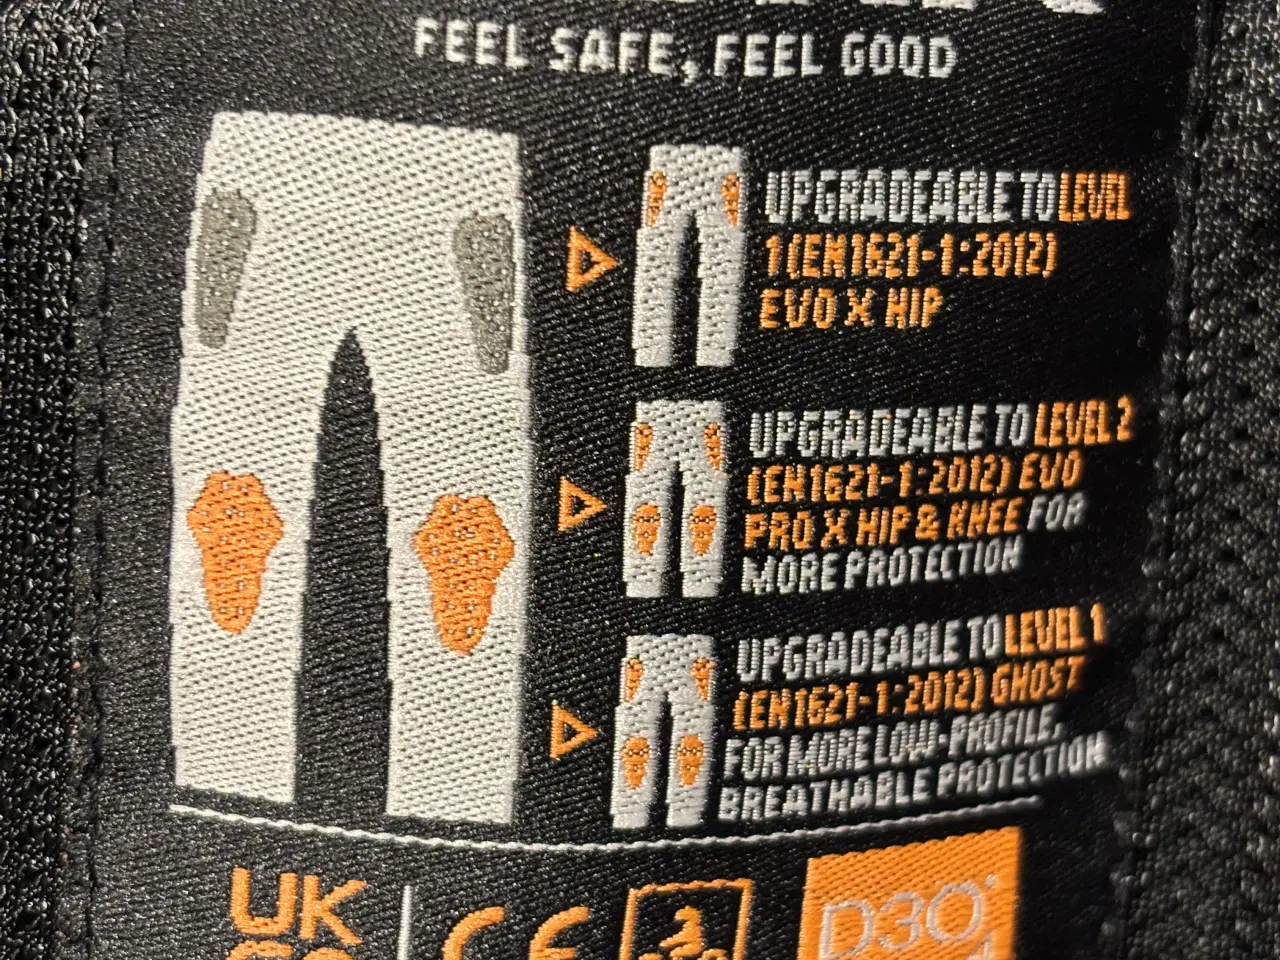 FEEL SAFE, FEEL GOOD
UPGRADEABLE TO LEVEL
1 (EN1621-1:2012)
EVO X HIP
UPGRADEABLE TO LEVEL 2
(EN1621-1:2012) EVO
PRO X HIP & KNEE FOR
MORE PROTECTION
UPGRADEABLE TO LEVEL 1
(EN1621-1:2012) GHOST
FOR MORE LOW-PROFILE,
BREATHABLE PROTECTION
UK
CE
D3O